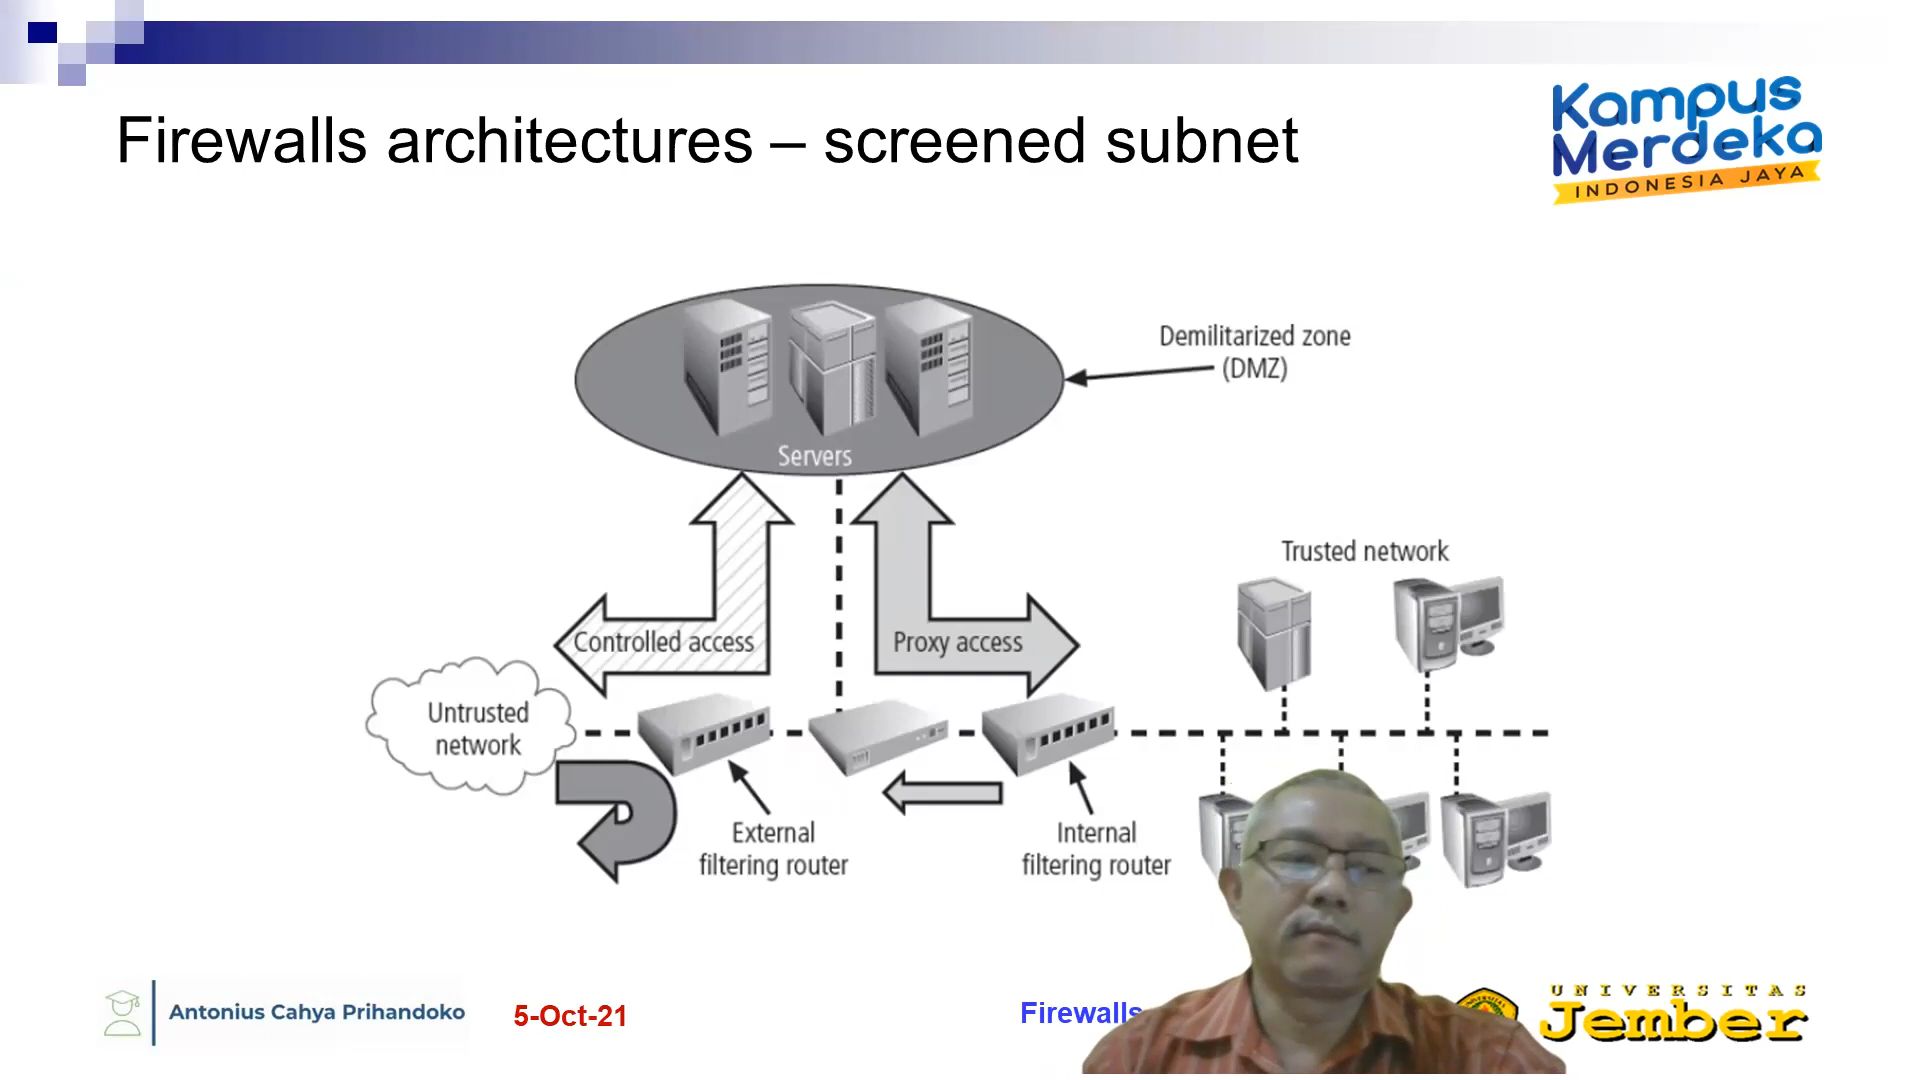 Firewalls architectures – screened subnet
Kampus
Merdeka
INDONESIA JAYA
Demilitarized zone
(DMZ)
Servers
Trusted network
Controlled access
Proxy access
Untrusted
network
External
filtering router
Internal
filtering router
Antonius Cahya Prihandoko
5-Oct-21
Firewalls
UNIVERSITAS
Jember